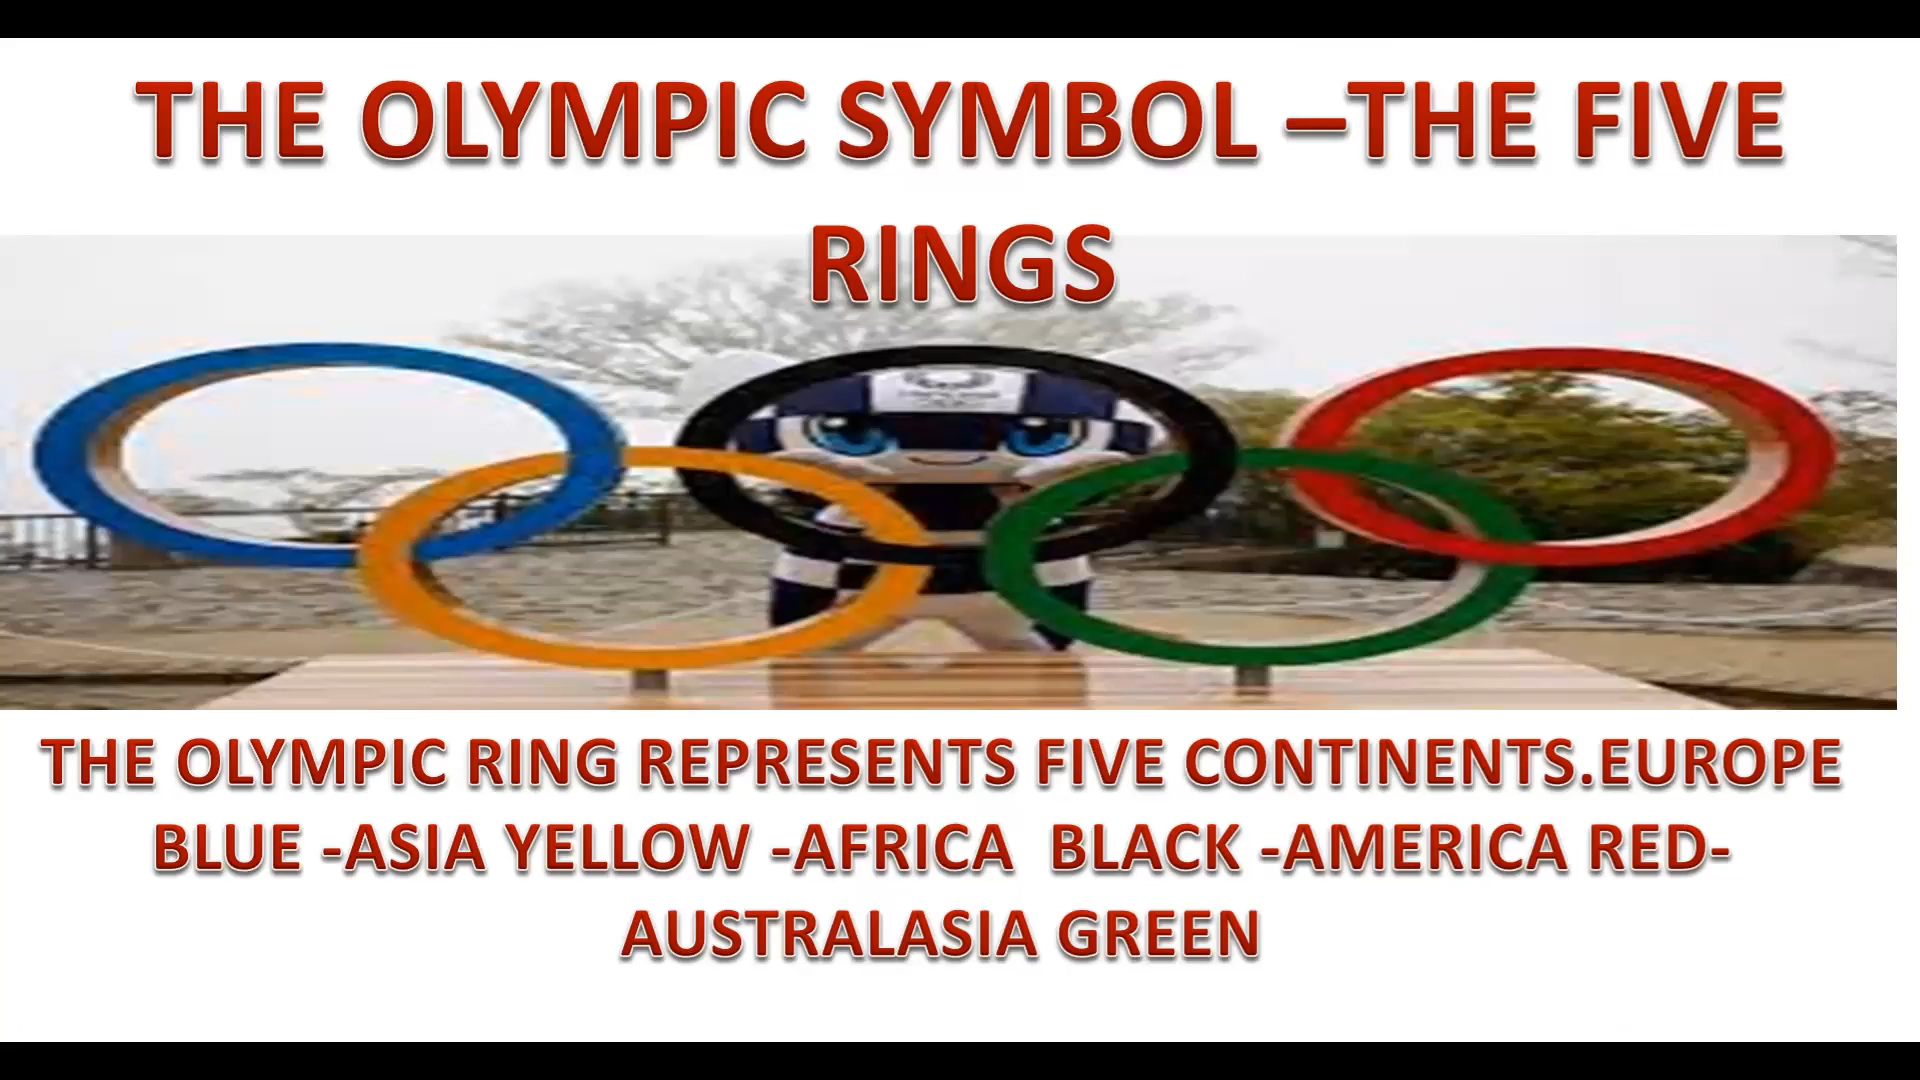 THE OLYMPIC SYMBOL –THE FIVE
RINGS
THE OLYMPIC RING REPRESENTS FIVE CONTINENTS.EUROPE
BLUE -ASIA YELLOW -AFRICA  BLACK -AMERICA RED-
AUSTRALASIA GREEN